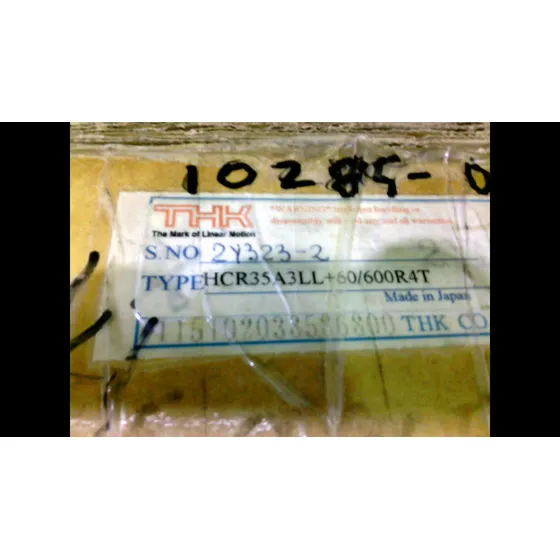 10285-0
THK
The Mark of Linear Motion
"WARNING"
S.NO 2Y323-2
TYPE HCR35A3LL+60/600R4T
Made in Japan
THK CO